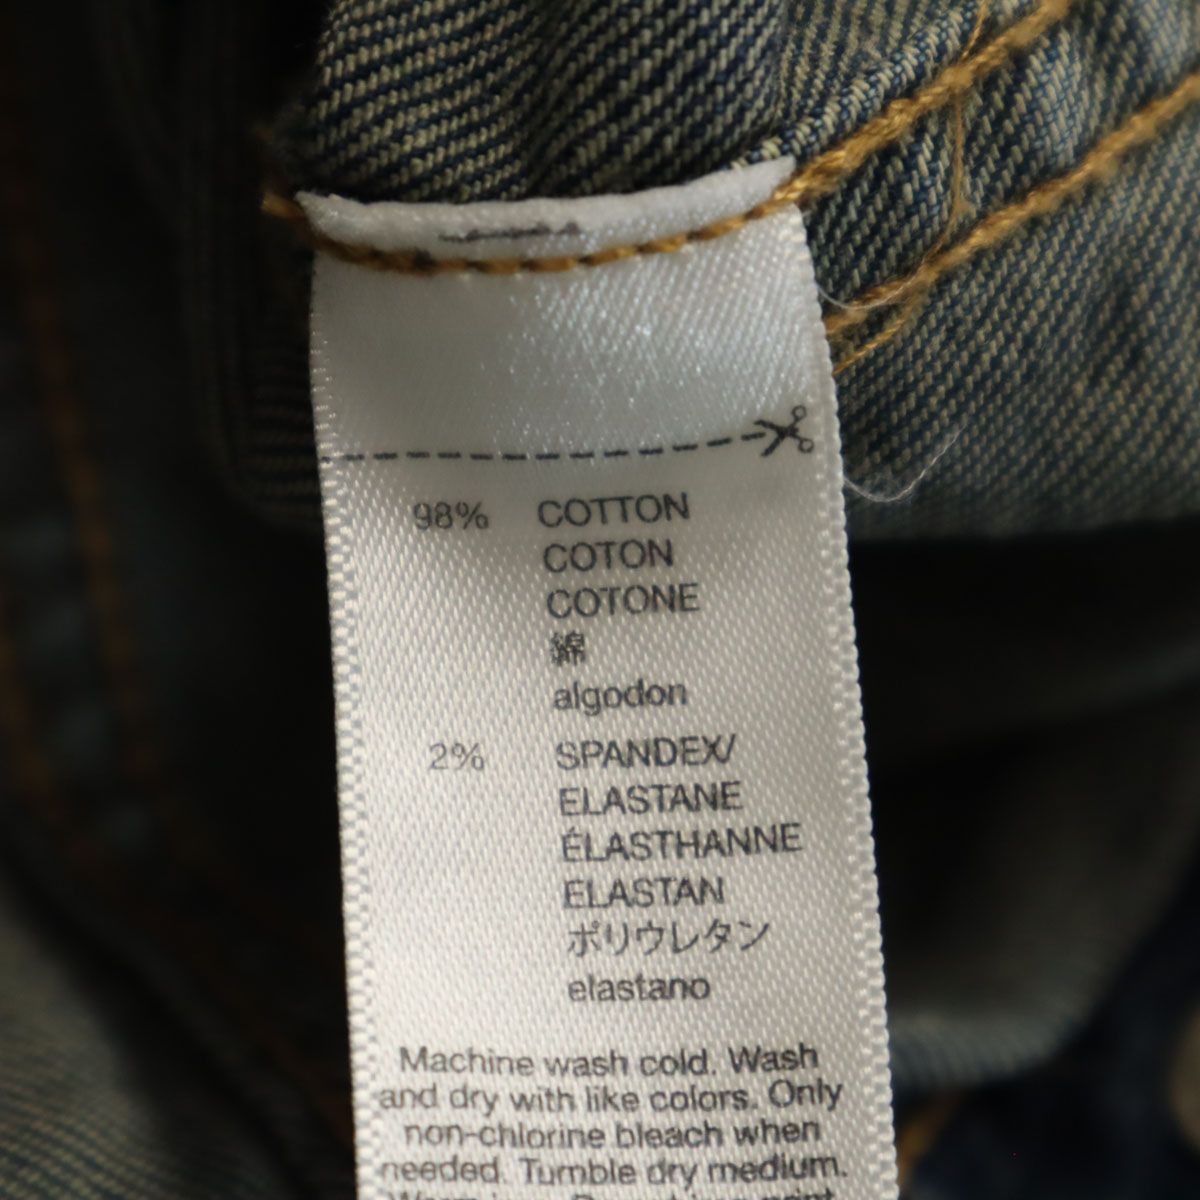 98% COTTON
COTON
COTONE
綿
algodon
2% SPANDEX/
ELASTANE
ÉLASTHANNE
ELASTAN
ポリウレタン
elastano
Machine wash cold. Wash
and dry with like colors. Only
non-chlorine bleach when
needed. Tumble dry medium.